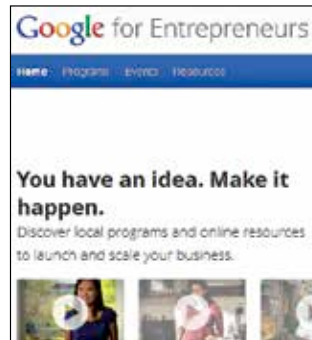 Google for Entrepreneurs
Home Programs Events Resources
You have an idea. Make it
happen.
Discover local programs and online resources
to launch and scale your business.